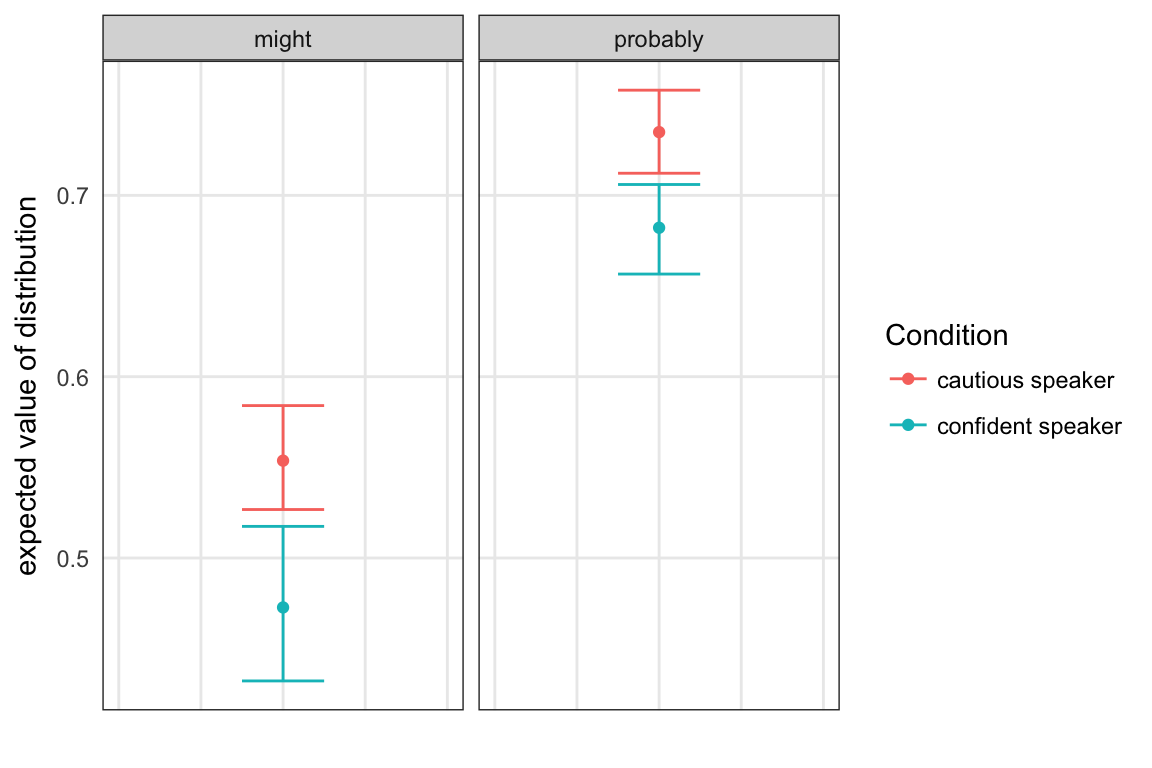 might
probably
0.7
0.6
0.5
expected value of distribution
Condition
cautious speaker
confident speaker